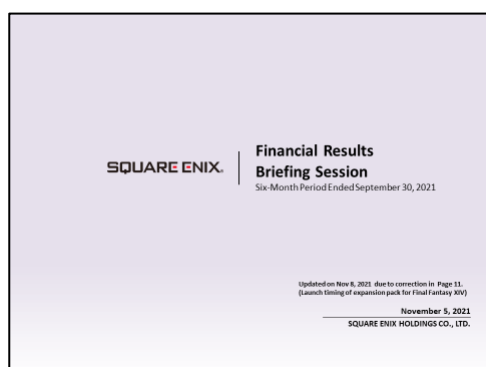 SQUARE ENIX.
Financial Results
Briefing Session
Six-Month Period Ended September 30, 2021
Updated on Nov 8, 2021 due to correction in Page 11.
(Launch timing of expansion pack for Final Fantasy XIV)
November 5, 2021
SQUARE ENIX HOLDINGS CO., LTD.